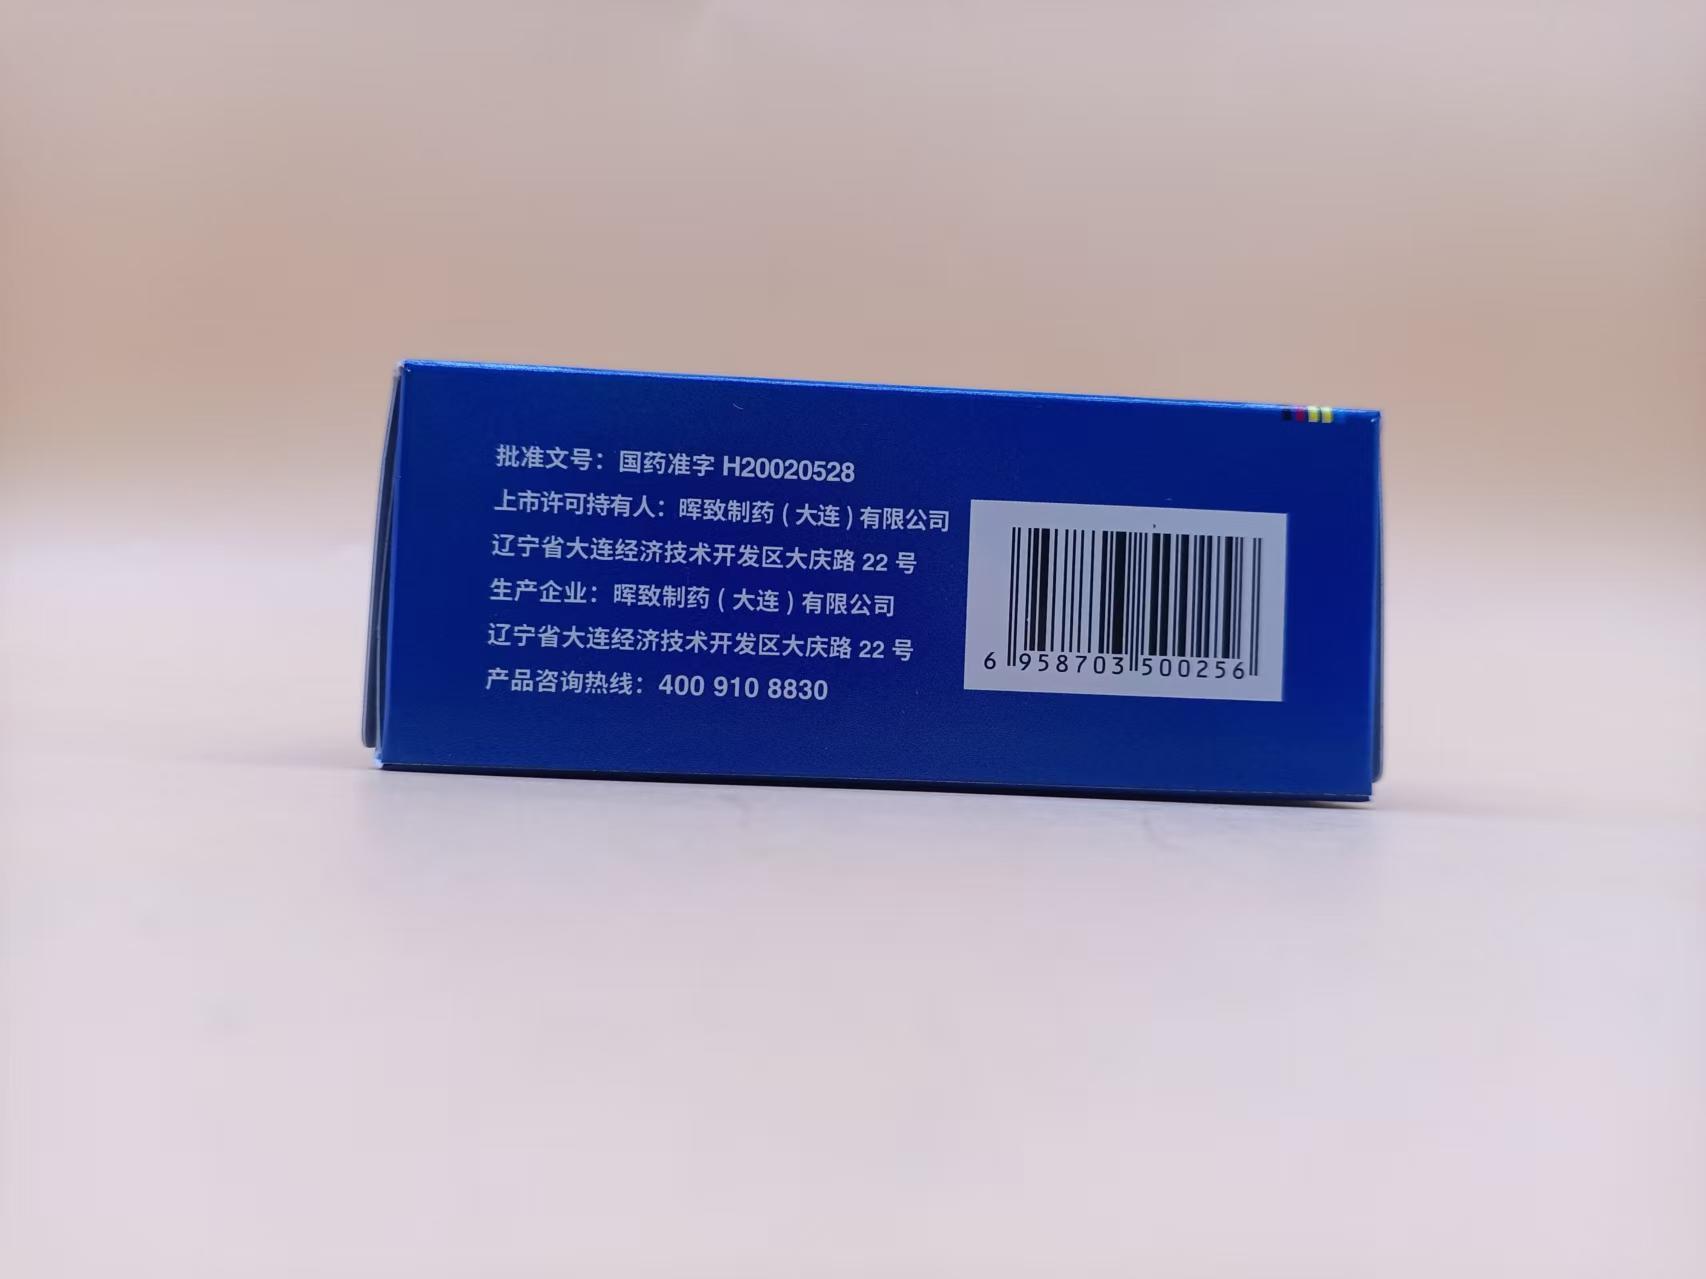 批准文号：国药准字 H20020528
上市许可持有人：晖致制药 ( 大连 ) 有限公司
辽宁省大连经济技术开发区大庆路 22 号
生产企业：晖致制药 ( 大连 ) 有限公司
辽宁省大连经济技术开发区大庆路 22 号
产品咨询热线：400 910 8830
6 958703 500256